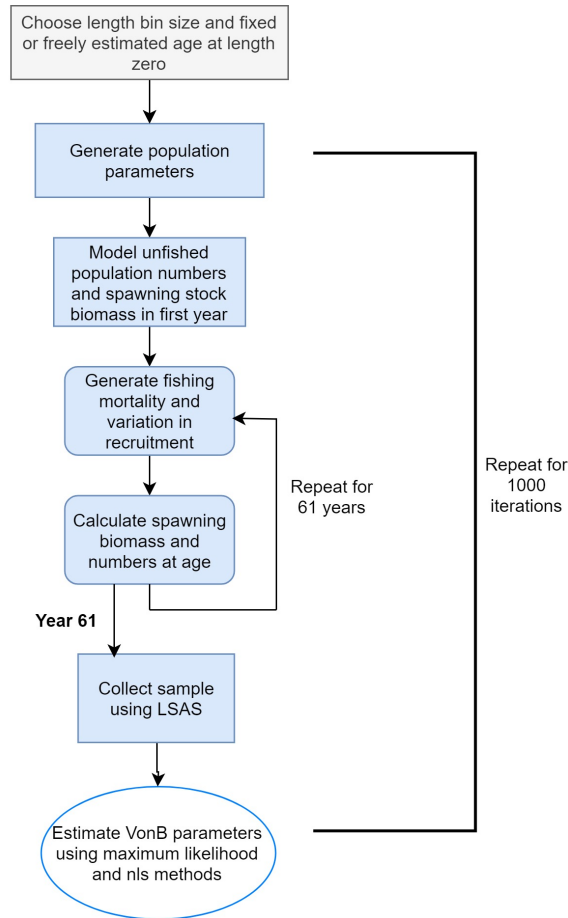 Choose length bin size and fixed
or freely estimated age at length
zero
Generate population
parameters
Model unfished
population numbers
and spawning stock
biomass in first year
Generate fishing
mortality and
variation in
recruitment
Repeat for
61 years
Repeat for
1000
iterations
Calculate spawning
biomass and
numbers at age
Year 61
Collect sample
using LSAS
Estimate VonB parameters
using maximum likelihood
and nls methods